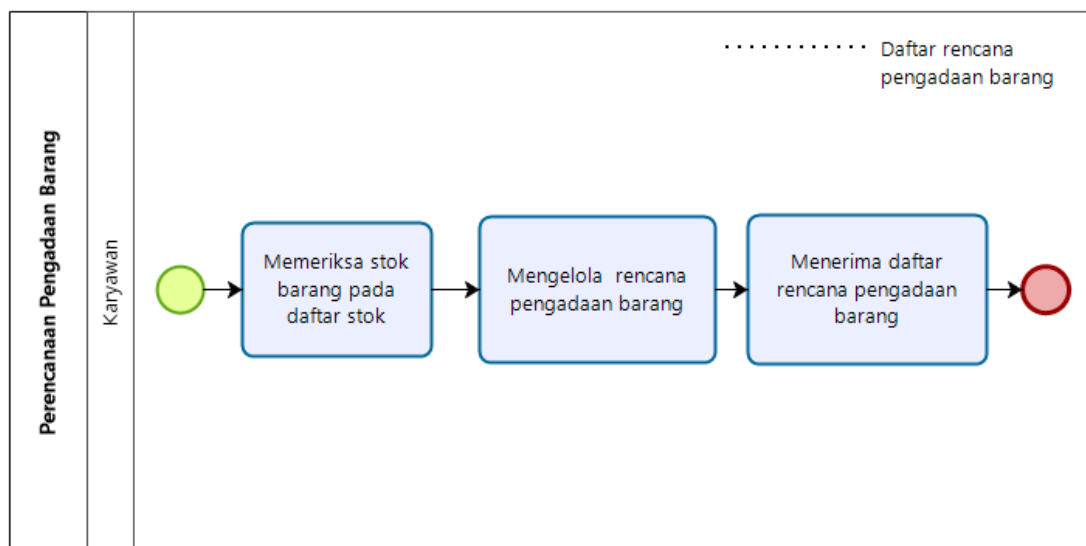 Perencanaan Pengadaan Barang
Karyawan
Daftar rencana
pengadaan barang
Memeriksa stok
barang pada
daftar stok
Mengelola rencana
pengadaan barang
Menerima daftar
rencana pengadaan
barang